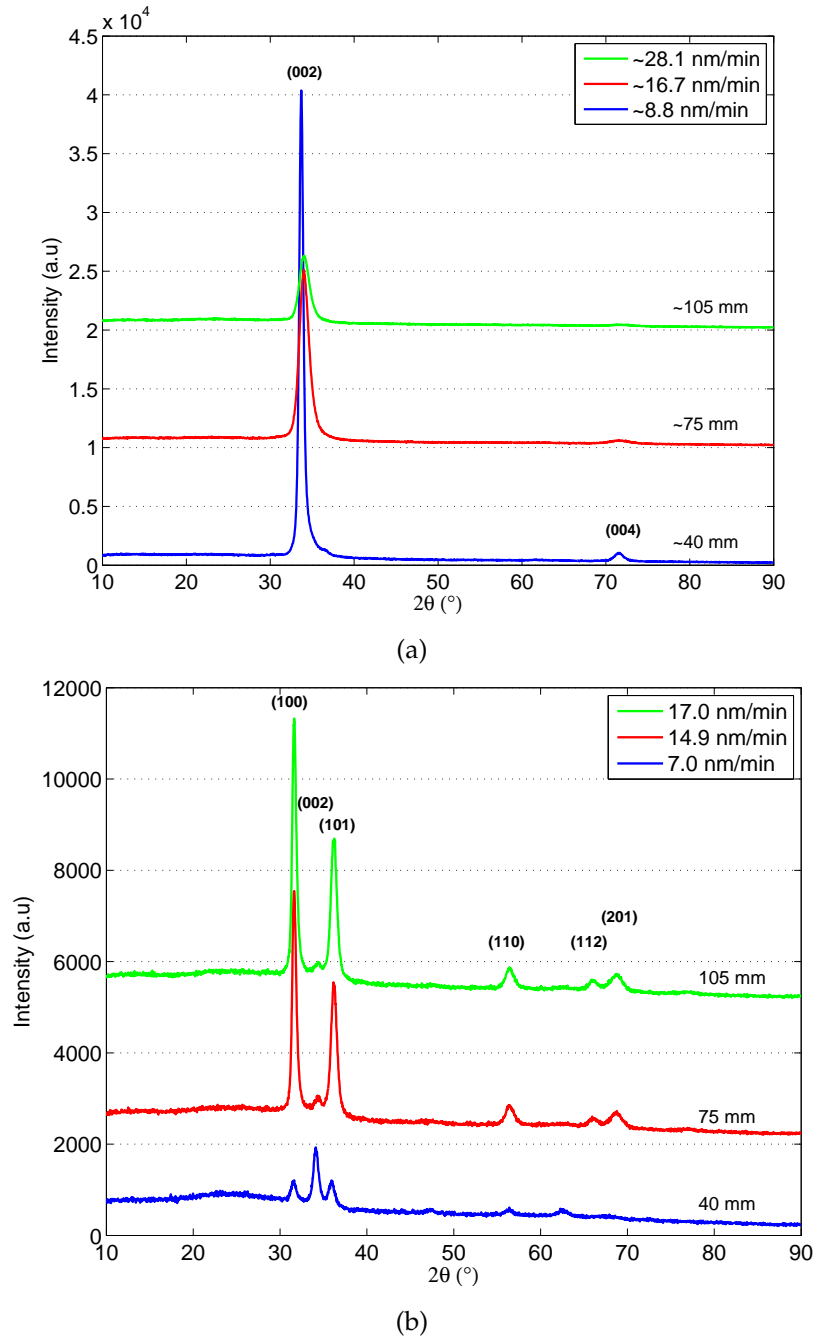 x 10⁴
4.5
4
3.5
3
2.5
2
1.5
1
0.5
0
Intensity (a.u)
10 20 30 40 50 60 70 80 90
2θ (°)
(002)
(004)
~28.1 nm/min
~16.7 nm/min
~8.8 nm/min
~105 mm
~75 mm
~40 mm
(a)
12000
10000
8000
6000
4000
2000
0
Intensity (a.u)
10 20 30 40 50 60 70 80 90
2θ (°)
(100)
(002)
(101)
(110)
(112)
(201)
17.0 nm/min
14.9 nm/min
7.0 nm/min
105 mm
75 mm
40 mm
(b)